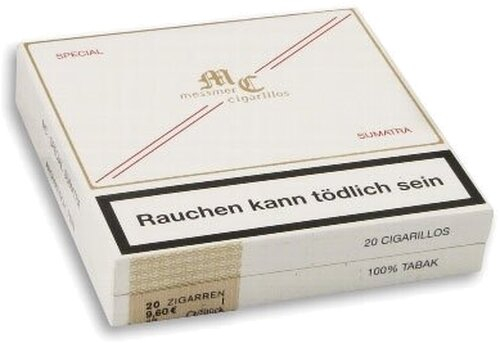 SPECIAL
MC
messmer cigarillos
SUMATRA
Rauchen kann tödlich sein
20 CIGARILLOS
100% TABAK
20 ZIGARREN
9,60 €